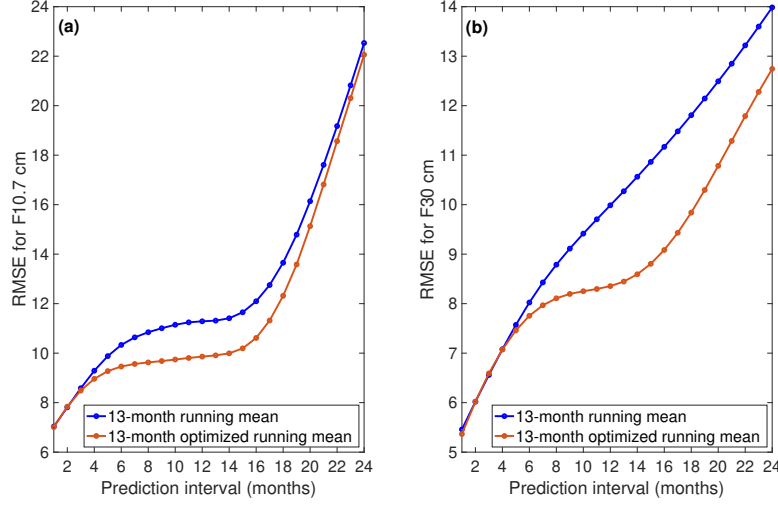 (a)
RMSE for F10.7 cm
24
22
20
18
16
14
12
10
8
6
2 4 6 8 10 12 14 16 18 20 22 24
Prediction interval (months)
13-month running mean
13-month optimized running mean
(b)
RMSE for F30 cm
14
13
12
11
10
9
8
7
6
5
2 4 6 8 10 12 14 16 18 20 22 24
Prediction interval (months)
13-month running mean
13-month optimized running mean